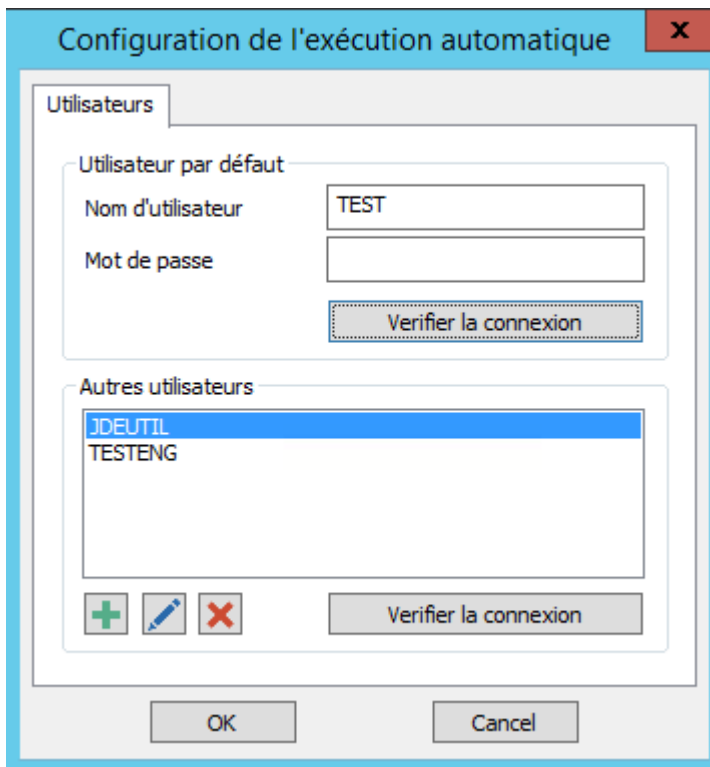 Configuration de l'exécution automatique
x
Utilisateurs
Utilisateur par défaut
Nom d'utilisateur TEST
Mot de passe
Verifier la connexion
Autres utilisateurs
JDEUTIL
TESTENG
Verifier la connexion
OK Cancel